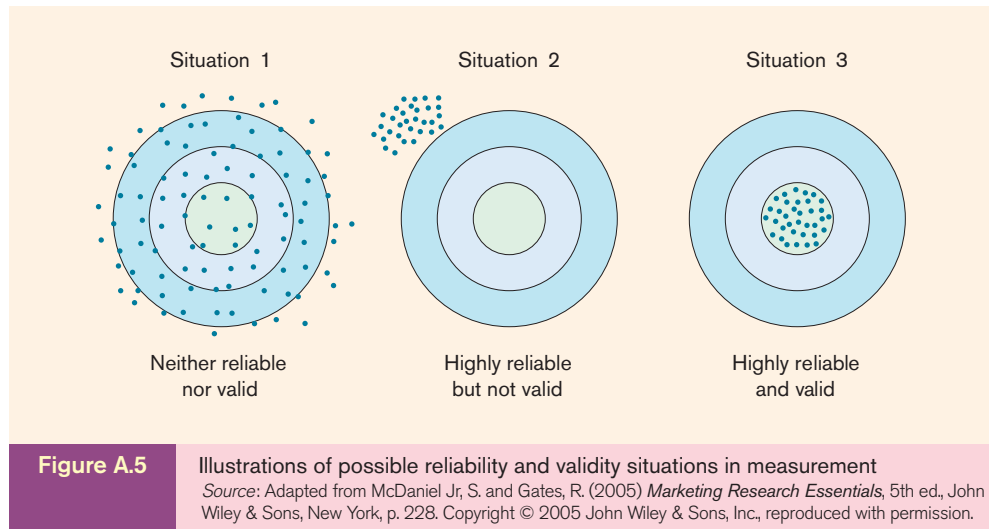 Situation 1
Situation 2
Situation 3
Neither reliable
nor valid
Highly reliable
but not valid
Highly reliable
and valid
Figure A.5
Illustrations of possible reliability and validity situations in measurement
Source: Adapted from McDaniel Jr, S. and Gates, R. (2005) Marketing Research Essentials, 5th ed., John
Wiley & Sons, New York, p. 228. Copyright © 2005 John Wiley & Sons, Inc., reproduced with permission.